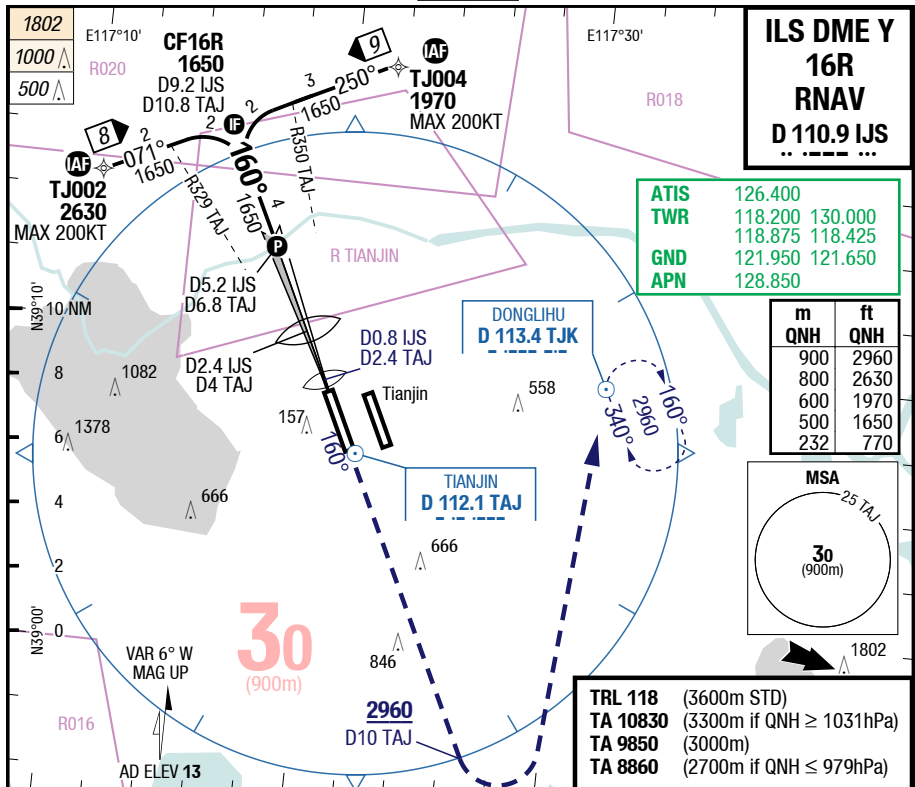 1802
1000
500
E117°10'
E117°30'
R020
R018
CF16R
1650
D9.2 IJS
D10.8 TAJ
IF
IAF
9
TJ004
1970
MAX 200KT
250°
3
1650
2
2
2
8
IAF
071°
1650
TJ002
2630
MAX 200KT
R329 TAJ
R350 TAJ
160°
1650
4
P
R TIANJIN
D5.2 IJS
D6.8 TAJ
D2.4 IJS
D4 TAJ
D0.8 IJS
D2.4 TAJ
Tianjin
ILS DME Y
16R
RNAV
D 110.9 IJS
ATIS 126.400
TWR 118.200 130.000
118.875 118.425
GND 121.950 121.650
APN 128.850
m ft
QNH QNH
900 2960
800 2630
600 1970
500 1650
232 770
DONGLIHU
D 113.4 TJK
160°
2960
340°
558
157
160°
TIANJIN
D 112.1 TAJ
N39°10'
10 NM
8
6
4
2
0
N39°00'
1082
1378
666
666
846
30
(900m)
VAR 6° W
MAG UP
R016
AD ELEV 13
2960
D10 TAJ
MSA
25 TAJ
30
(900m)
1802
TRL 118 (3600m STD)
TA 10830 (3300m if QNH ≥ 1031hPa)
TA 9850 (3000m)
TA 8860 (2700m if QNH ≤ 979hPa)